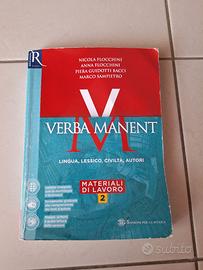 R
NICOLA FLOCCHINI
ANNA FLOCCHINI
PIERA GUIDOTTI BACCI
MARCO SAMPIETRO
VM
VERBA MANENT
LINGUA, LESSICO, CIVILTÀ, AUTORI
MATERIALI
DI LAVORO
2
subito